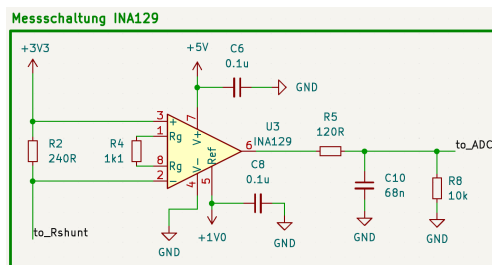 Messschaltung INA129
+3V3
+5V
C6
0.1u
GND
R2
240R
R4
1k1
3
+
1
Rg
8
Rg
2
-
7
V+
V-
4
Ref
5
6
U3
INA129
R5
120R
to_ADC
C8
0.1u
C10
68n
R8
10k
+1V0
GND
GND
GND
GND
to_Rshunt